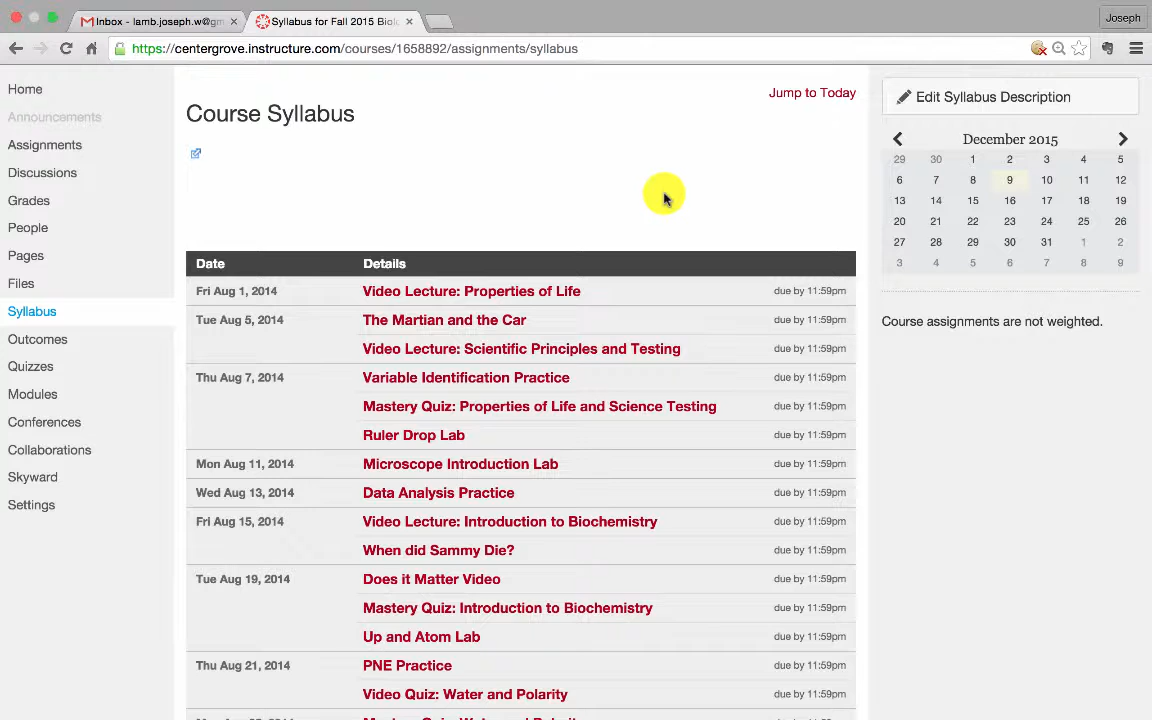 Inbox - lamb.joseph.w@gm
Syllabus for Fall 2015 Biolo
Joseph
https://centergrove.instructure.com/courses/1658892/assignments/syllabus
Home
Announcements
Assignments
Discussions
Grades
People
Pages
Files
Syllabus
Outcomes
Quizzes
Modules
Conferences
Collaborations
Skyward
Settings
Jump to Today
Course Syllabus
Date Details
Fri Aug 1, 2014 Video Lecture: Properties of Life due by 11:59pm
Tue Aug 5, 2014 The Martian and the Car due by 11:59pm
Video Lecture: Scientific Principles and Testing due by 11:59pm
Thu Aug 7, 2014 Variable Identification Practice due by 11:59pm
Mastery Quiz: Properties of Life and Science Testing due by 11:59pm
Ruler Drop Lab due by 11:59pm
Mon Aug 11, 2014 Microscope Introduction Lab due by 11:59pm
Wed Aug 13, 2014 Data Analysis Practice due by 11:59pm
Fri Aug 15, 2014 Video Lecture: Introduction to Biochemistry due by 11:59pm
When did Sammy Die? due by 11:59pm
Tue Aug 19, 2014 Does it Matter Video due by 11:59pm
Mastery Quiz: Introduction to Biochemistry due by 11:59pm
Up and Atom Lab due by 11:59pm
Thu Aug 21, 2014 PNE Practice due by 11:59pm
Video Quiz: Water and Polarity due by 11:59pm
Edit Syllabus Description
December 2015
29 30 1 2 3 4 5
6 7 8 9 10 11 12
13 14 15 16 17 18 19
20 21 22 23 24 25 26
27 28 29 30 31 1 2
3 4 5 6 7 8 9
Course assignments are not weighted.